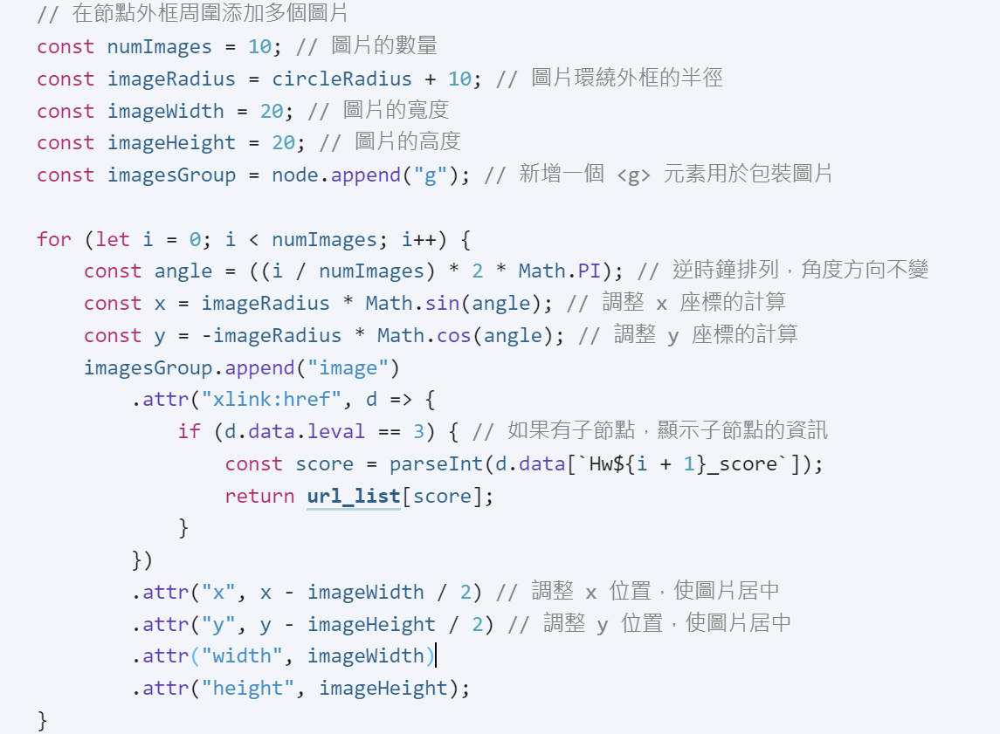 // 在節點外框周圍添加多個圖片
const numImages = 10; // 圖片的數量
const imageRadius = circleRadius + 10; // 圖片環繞外框的半徑
const imageWidth = 20; // 圖片的寬度
const imageHeight = 20; // 圖片的高度
const imagesGroup = node.append("g"); // 新增一個 <g> 元素用於包裝圖片
for (let i = 0; i < numImages; i++) {
const angle = ((i / numImages) * 2 * Math.PI); // 逆時鐘排列，角度方向不變
const x = imageRadius * Math.sin(angle); // 調整 x 座標的計算
const y = -imageRadius * Math.cos(angle); // 調整 y 座標的計算
imagesGroup.append("image")
.attr("xlink:href", d => {
if (d.data.leval == 3) { // 如果有子節點，顯示子節點的資訊
const score = parseInt(d.data[`Hw${i + 1}_score`]);
return url_list[score];
}
})
.attr("x", x - imageWidth / 2) // 調整 x 位置，使圖片居中
.attr("y", y - imageHeight / 2) // 調整 y 位置，使圖片居中
.attr("width", imageWidth)
.attr("height", imageHeight);
}